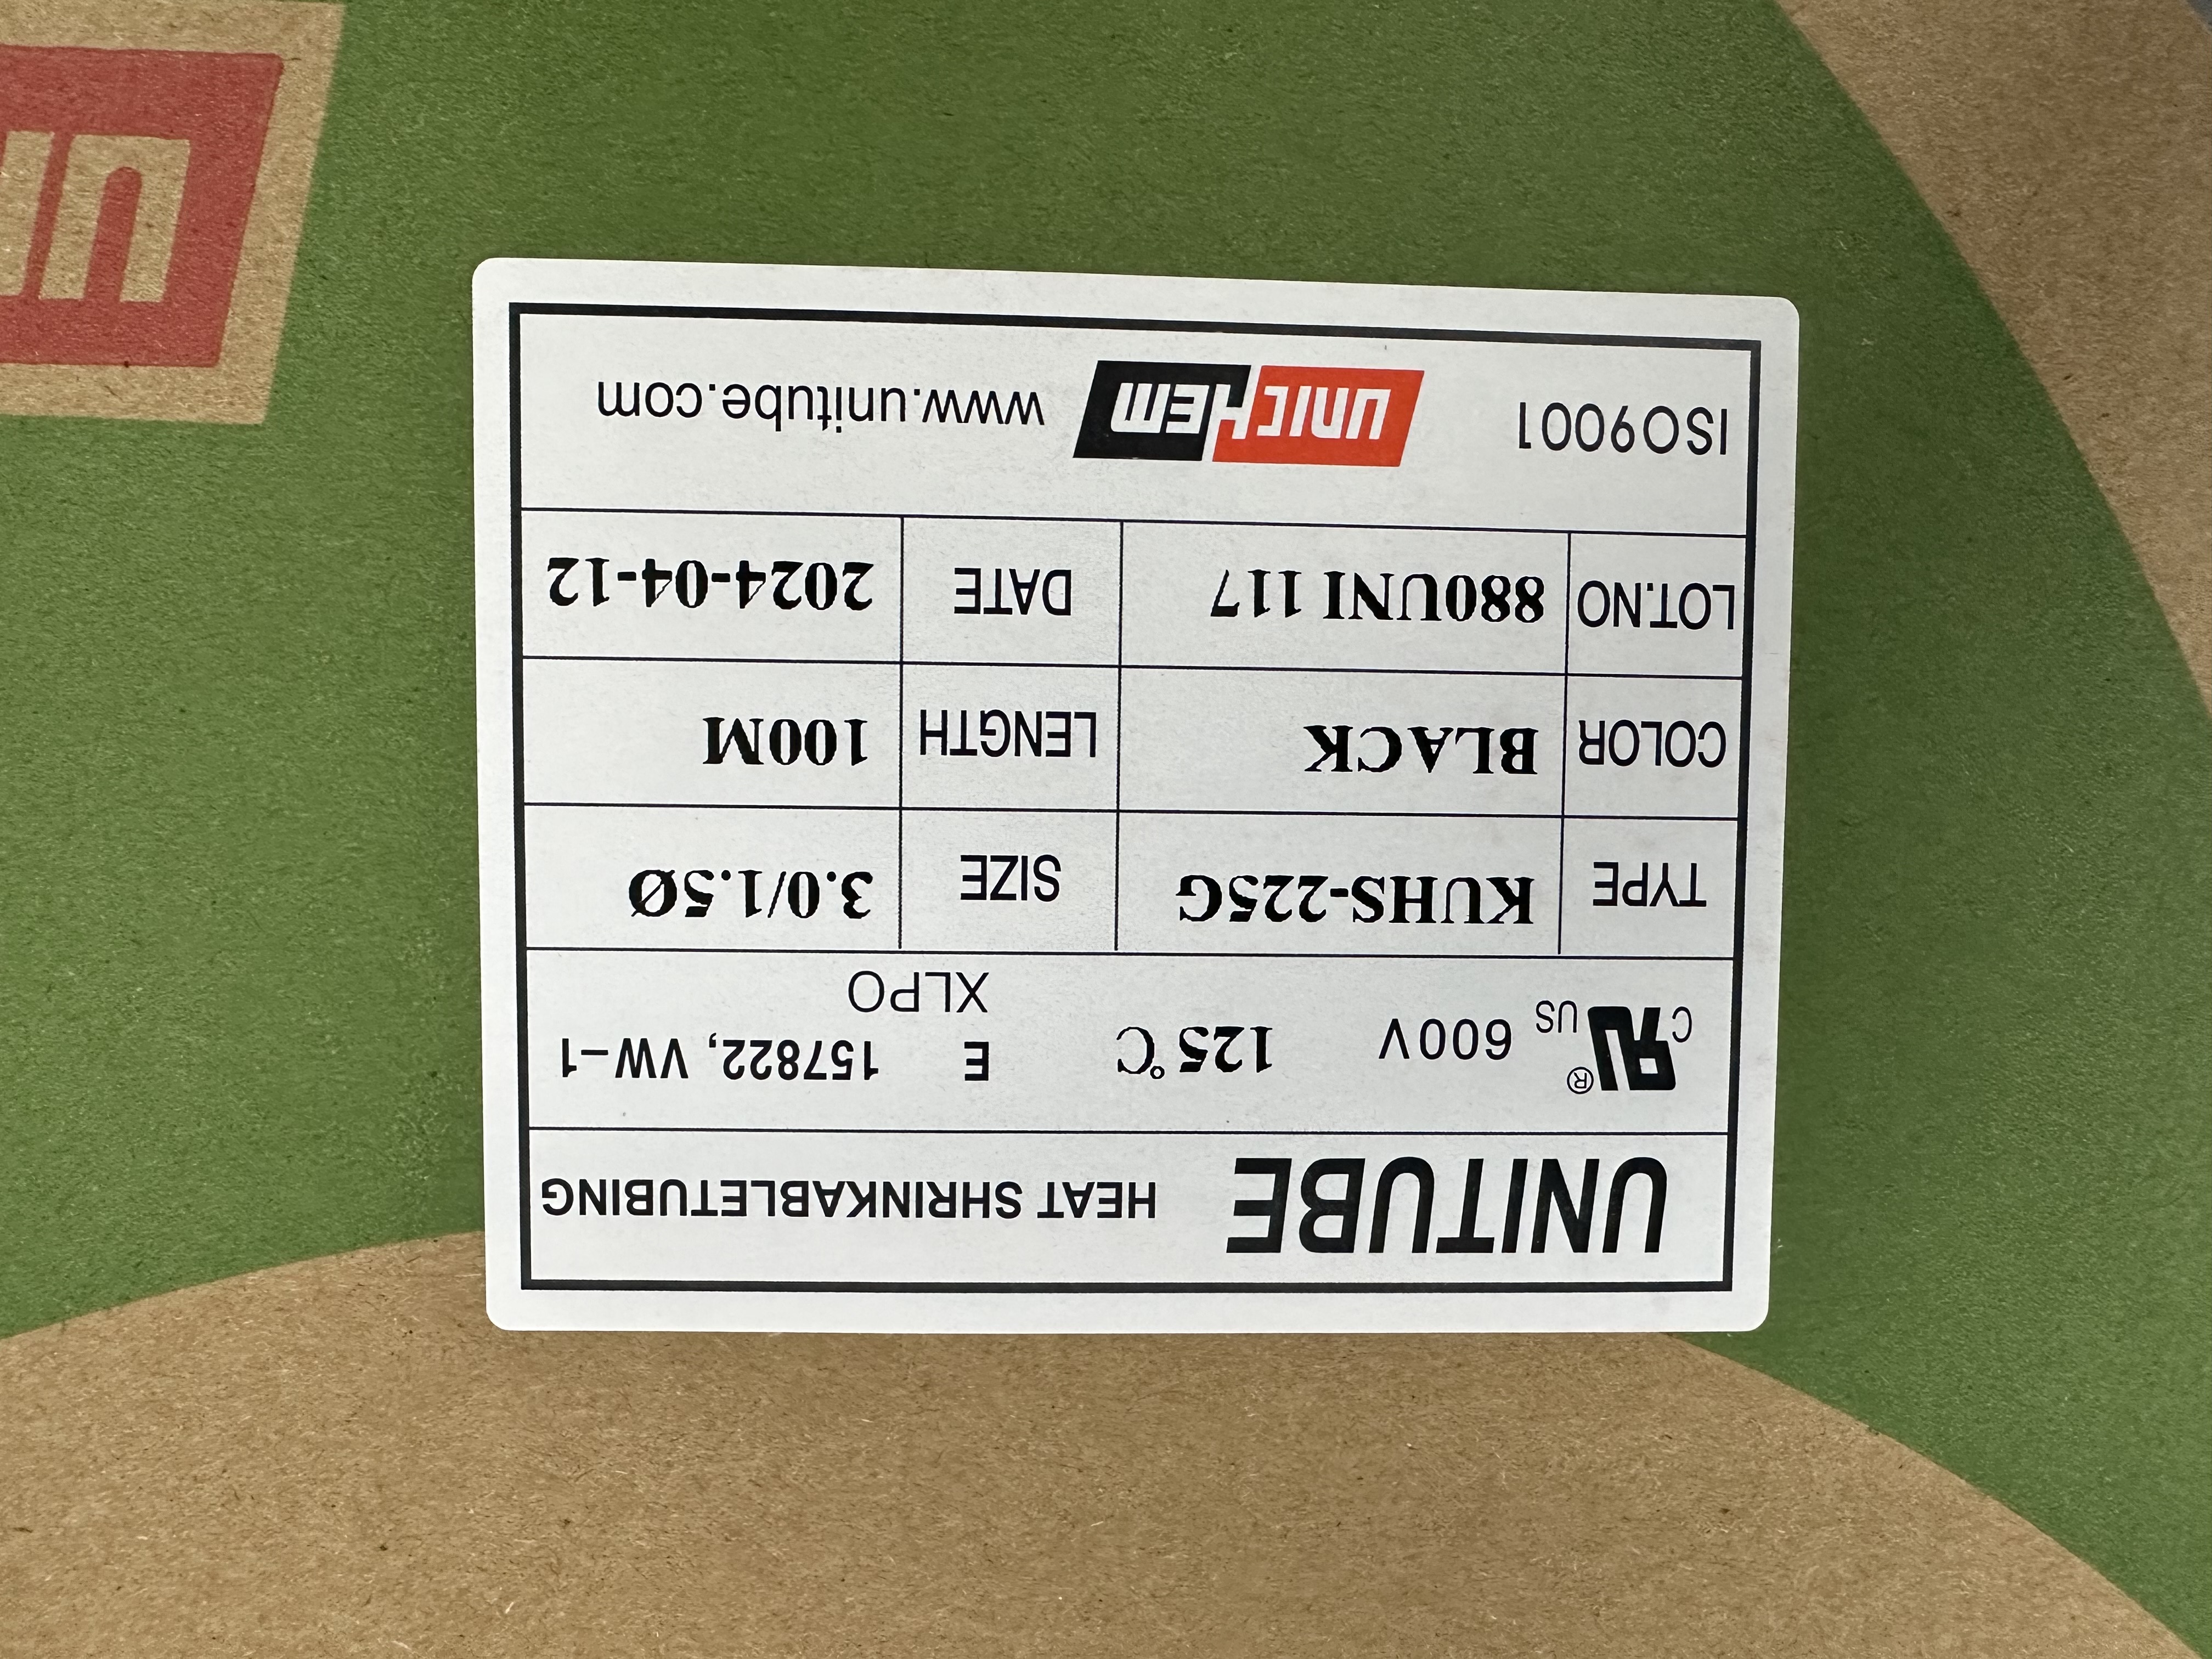 UNITUBE HEAT SHRINKABLETUBING
C UR US ® 600V 125℃ E 157822, VW-1
XLPO
TYPE KUHS-225G SIZE 3.0/1.5Ø
COLOR BLACK LENGTH 100M
LOT.NO 880UNI 117 DATE 2024-04-12
ISO9001 UNICHEM www.unitube.com